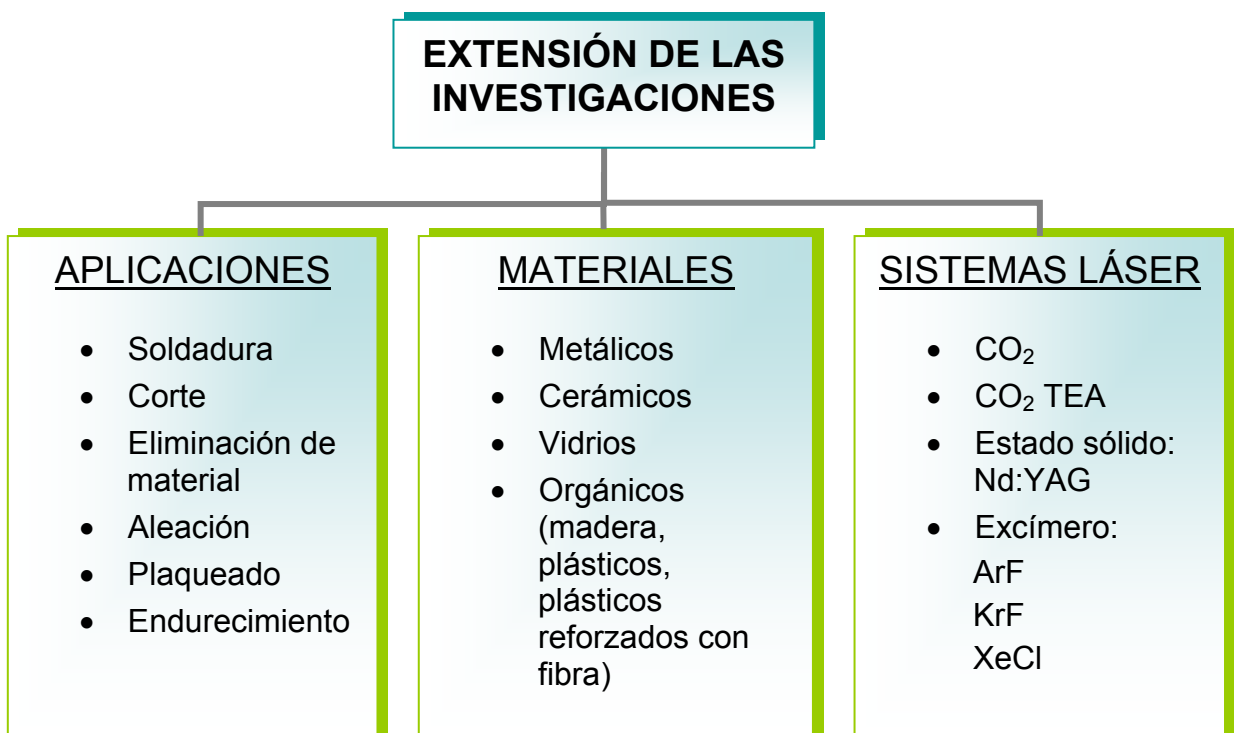 EXTENSIÓN DE LAS
INVESTIGACIONES
APLICACIONES
• Soldadura
• Corte
• Eliminación de
material
• Aleación
• Plaqueado
• Endurecimiento
MATERIALES
• Metálicos
• Cerámicos
• Vidrios
• Orgánicos
(madera,
plásticos,
plásticos
reforzados con
fibra)
SISTEMAS LÁSER
• CO₂
• CO₂ TEA
• Estado sólido:
Nd:YAG
• Excímero:
ArF
KrF
XeCl